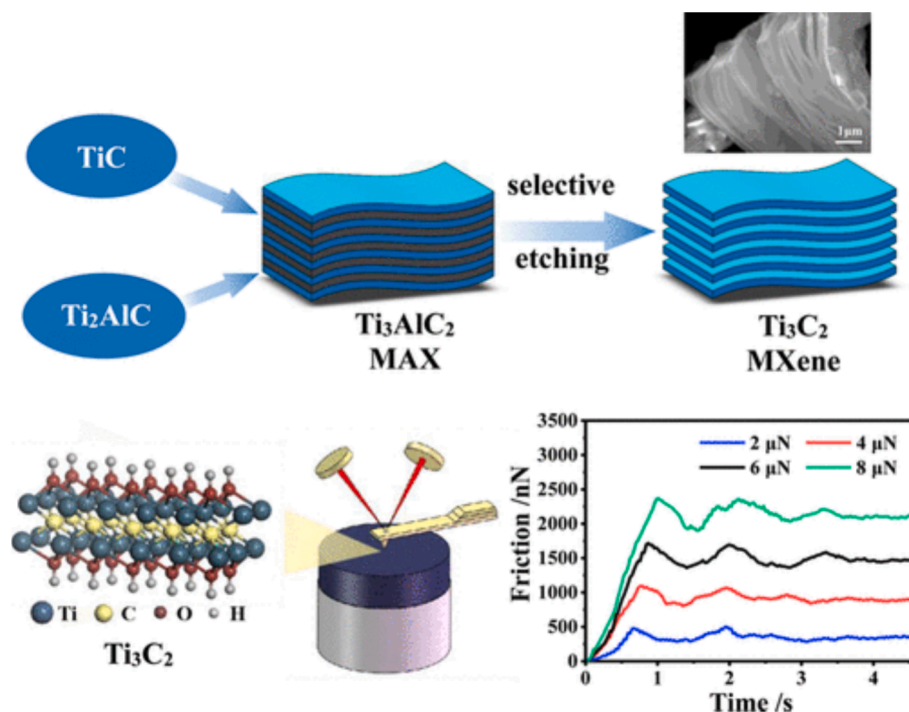 1μm
TiC
selective
etching
Ti₂AlC
Ti₃AlC₂
MAX
Ti₃C₂
MXene
Ti C O H
Ti₃C₂
3500
3000
2500
2000
1500
1000
500
0
Friction /nN
2 μN 4 μN
6 μN 8 μN
0 1 2 3 4
Time /s